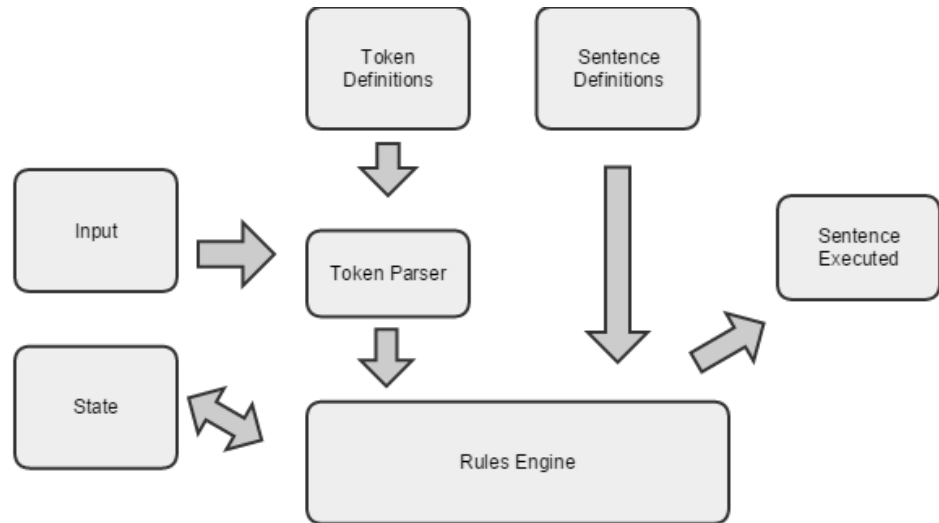 Token
Definitions
Sentence
Definitions
Input
Sentence
Executed
Token Parser
State
Rules Engine